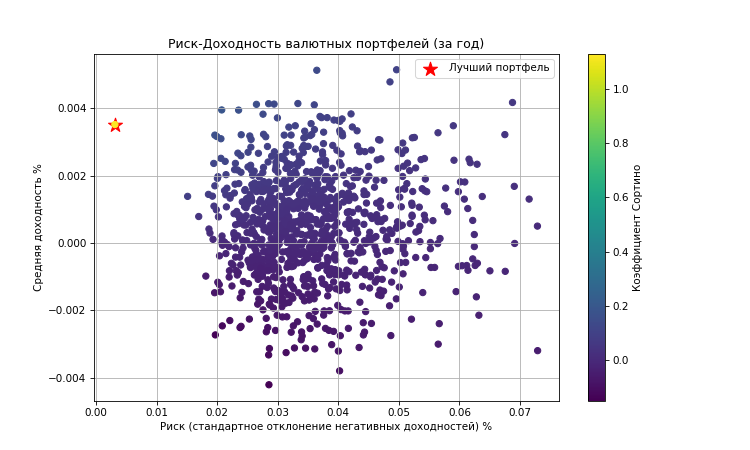 Риск-Доходность валютных портфелей (за год)
Лучший портфель
Средняя доходность %
0.004
0.002
0.000
−0.002
−0.004
0.00 0.01 0.02 0.03 0.04 0.05 0.06 0.07
Риск (стандартное отклонение негативных доходностей) %
1.0
0.8
0.6
0.4
0.2
0.0
Коэффициент Сортино